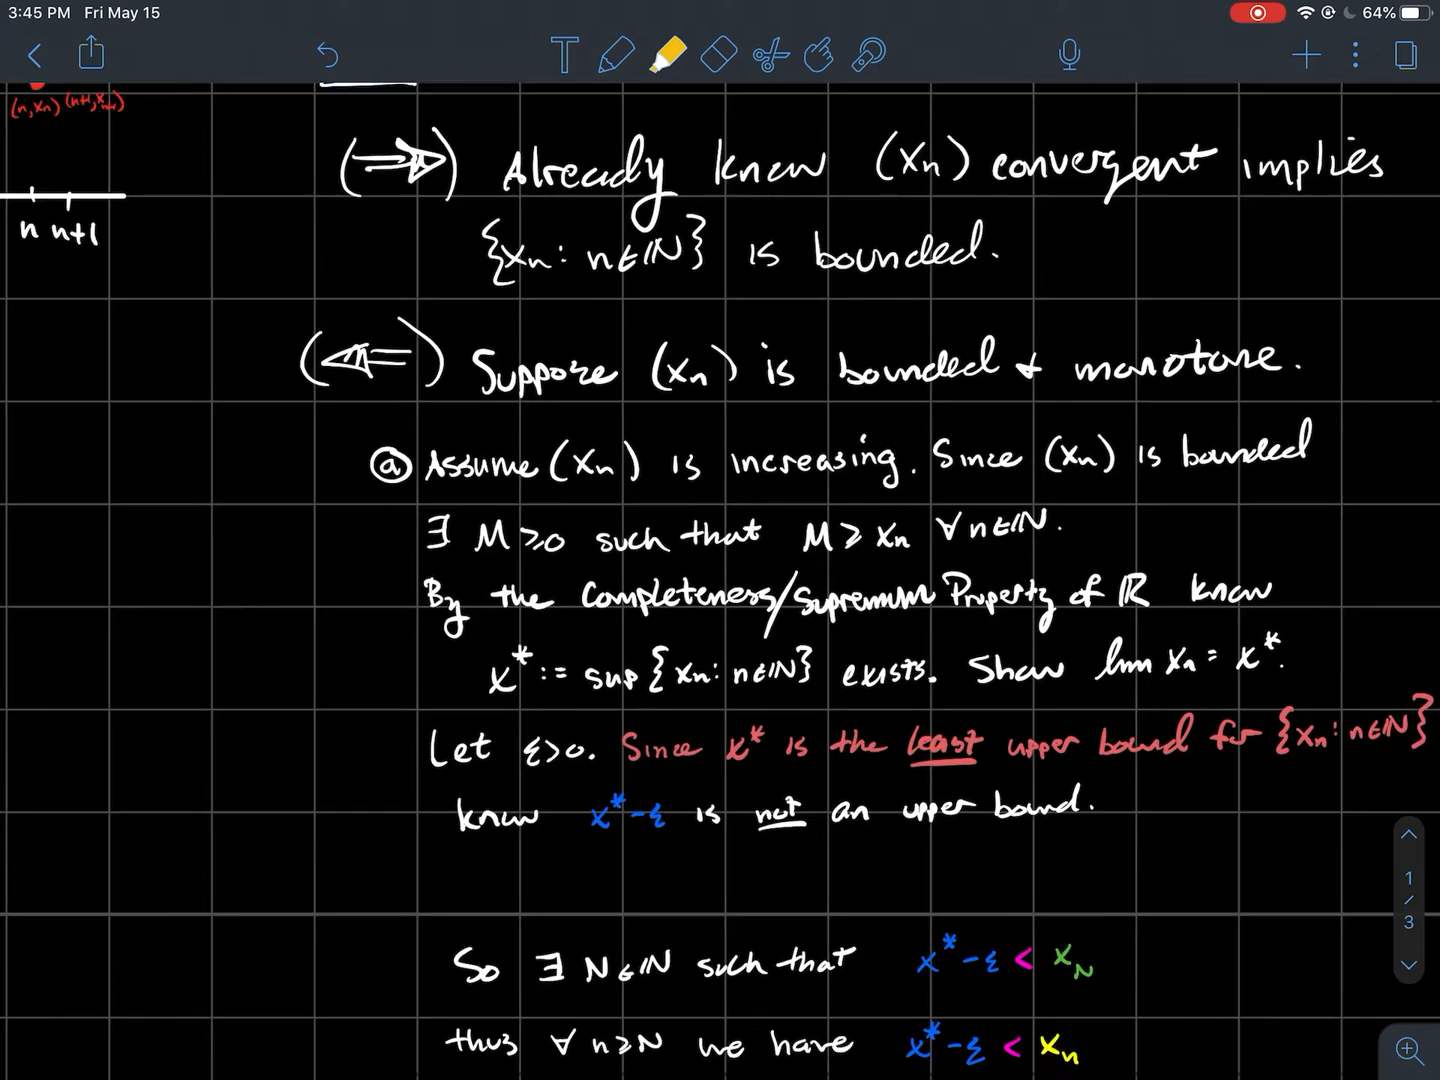 3:45 PM Fri May 15
64%
(n, xn) (n+1, xn+1)
n n+1
(⟹) Already know (xn) convergent implies
{xn : n∈ℕ} is bounded.
(⟸) Suppose (xn) is bounded & monotone.
ⓐ Assume (xn) is increasing. Since (xn) is bounded
∃ M ≥ 0 such that M ≥ xn ∀ n∈ℕ.
By the Completeness/Supremum Property of ℝ know
x* := sup {xn : n∈ℕ} exists. Show lim xn = x*.
Let ε>0. Since x* is the least upper bound for {xn : n∈ℕ}
know x* - ε is not an upper bound.
So ∃ N∈ℕ such that x* - ε < xN
thus ∀ n ≥ N we have x* - ε < xn
1
/
3